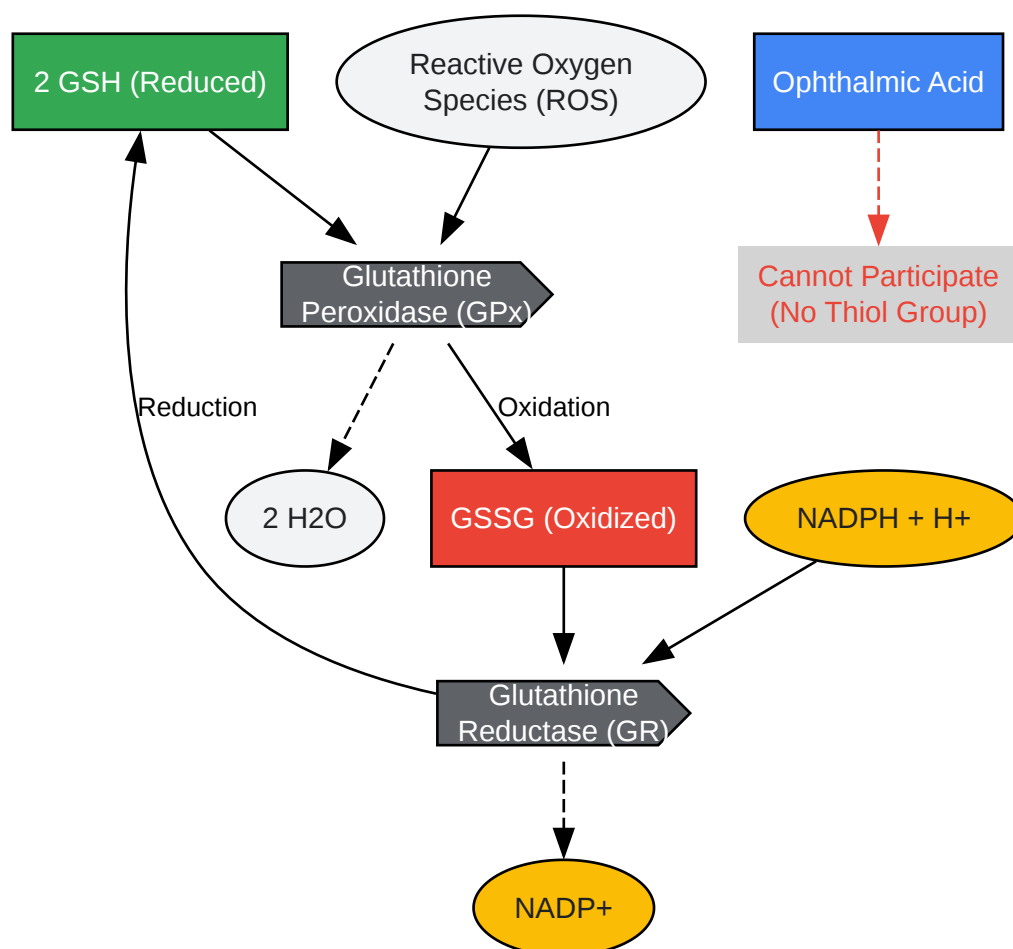 2 GSH (Reduced)
Reactive Oxygen
Species (ROS)
Ophthalmic Acid
Glutathione
Peroxidase (GPx)
Cannot Participate
(No Thiol Group)
Reduction
Oxidation
2 H2O
GSSG (Oxidized)
NADPH + H+
Glutathione
Reductase (GR)
NADP+